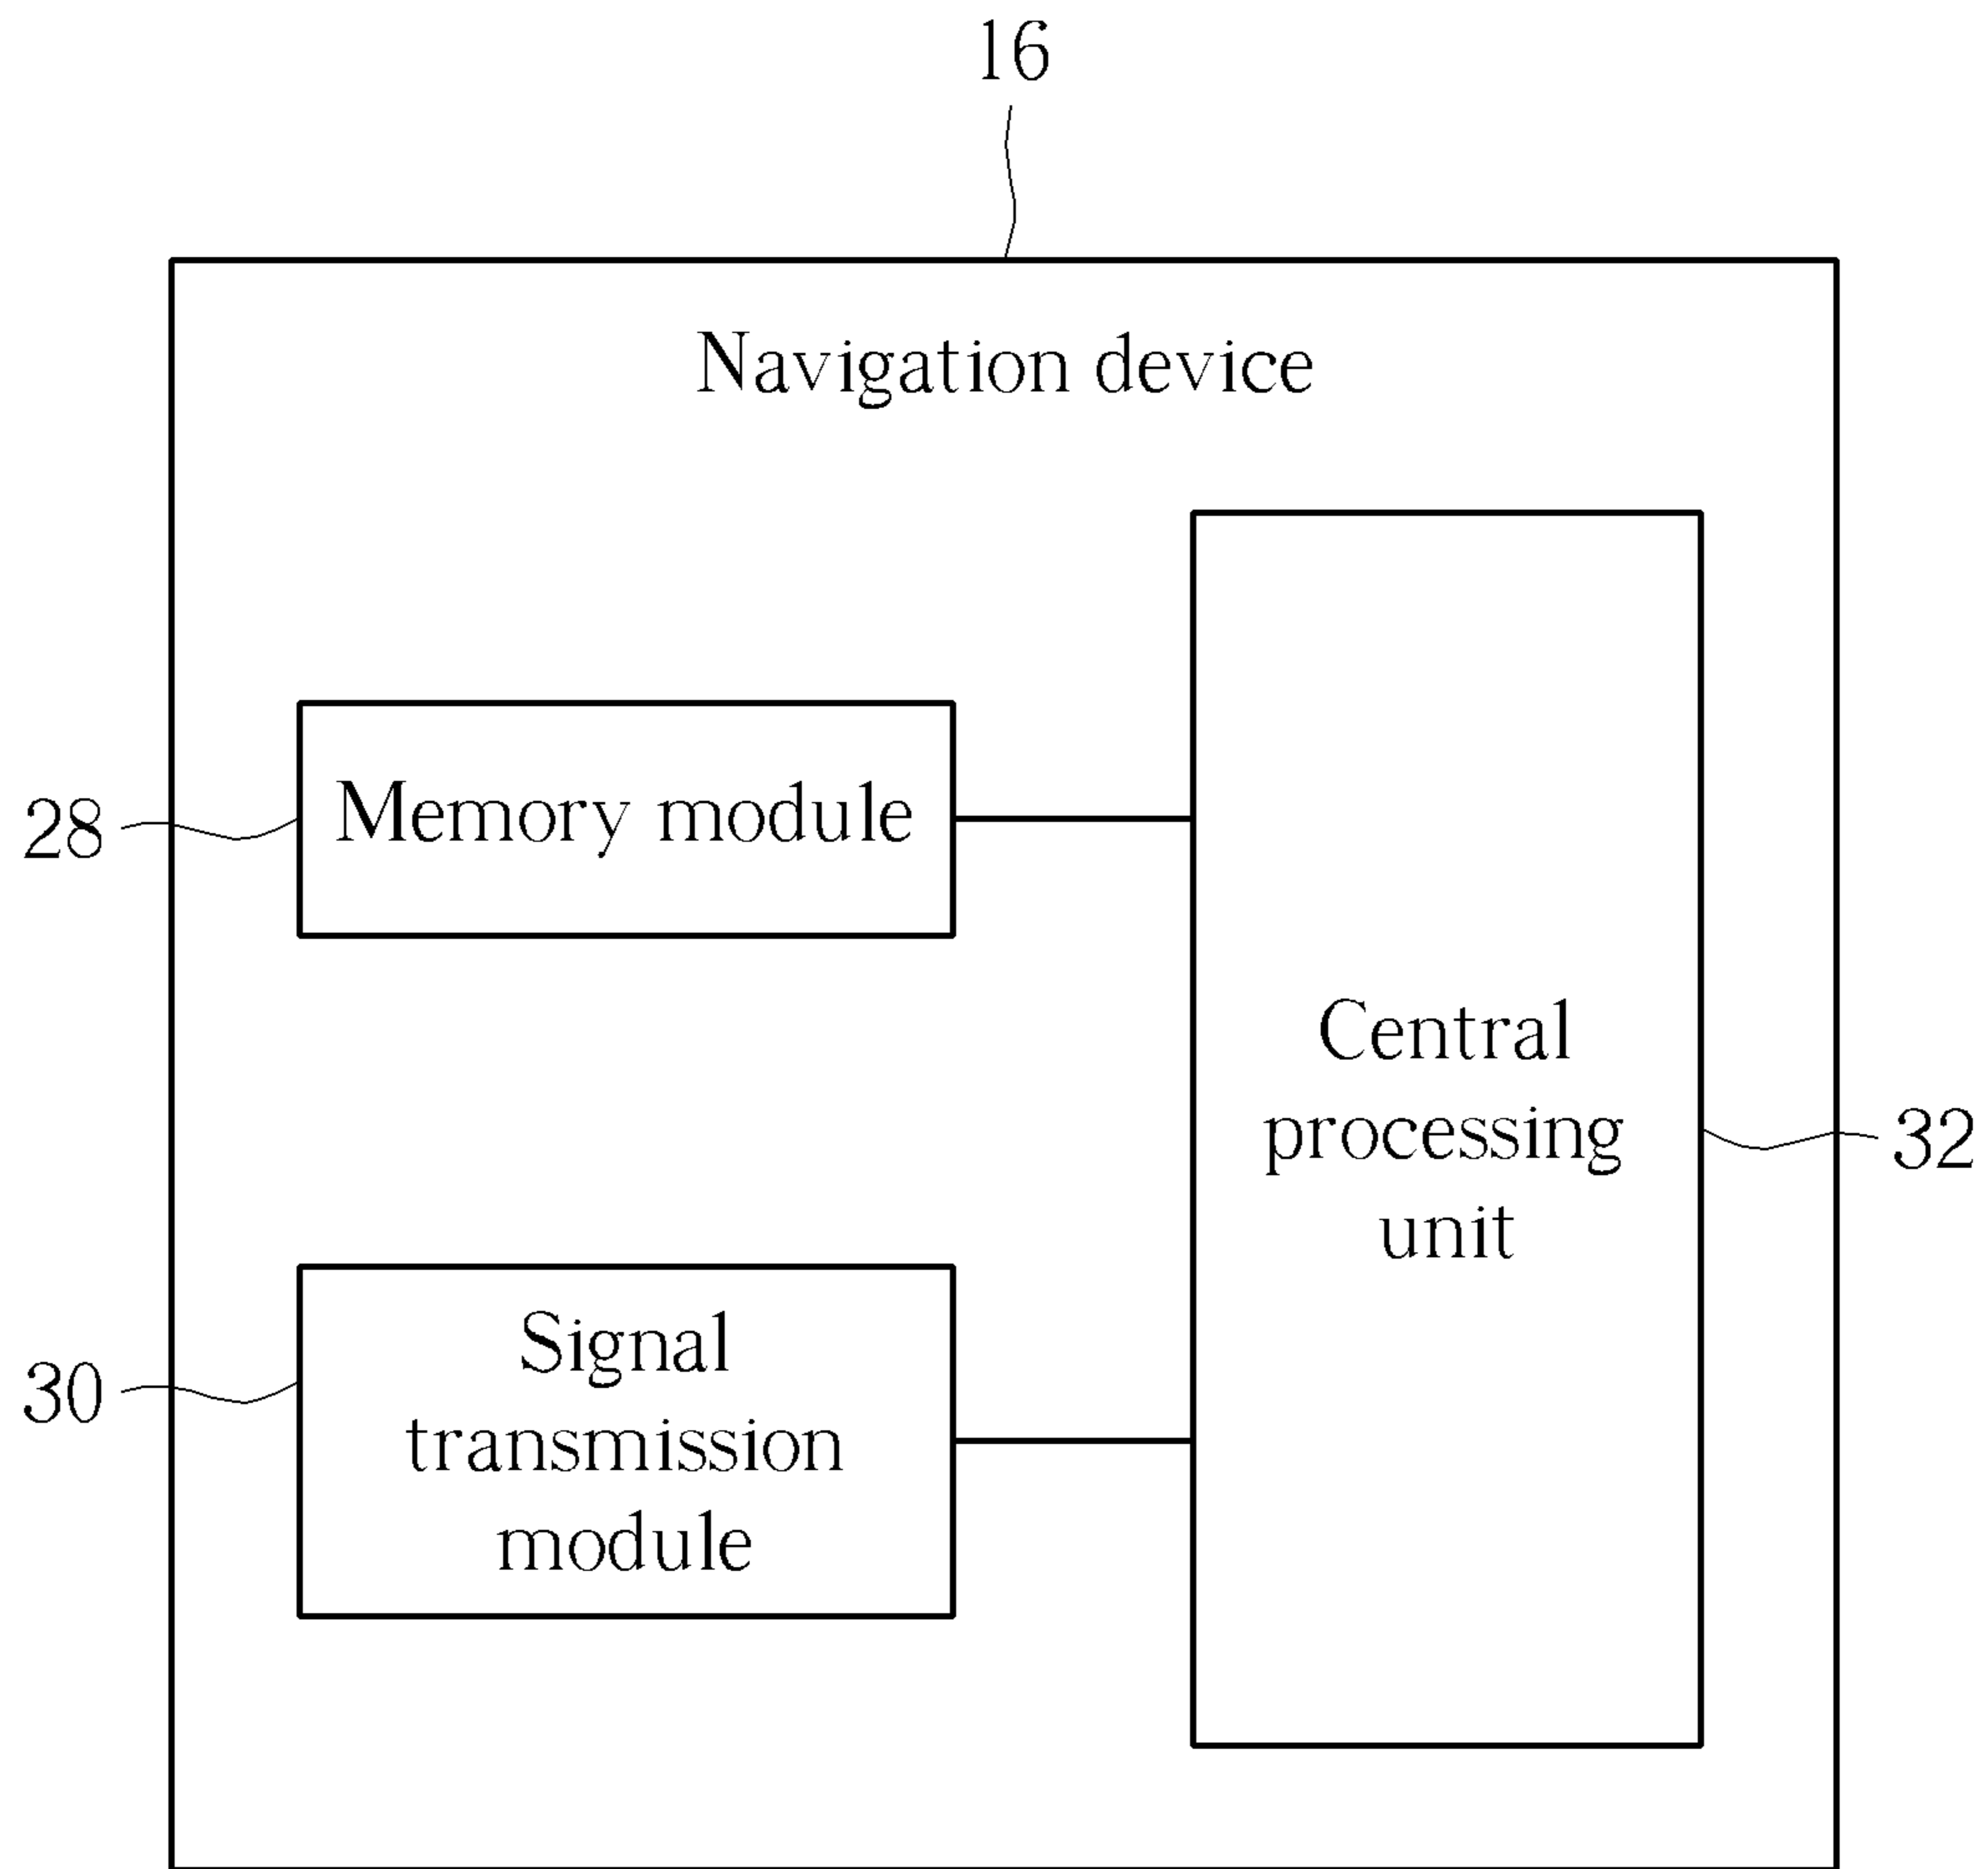 16
Navigation device
28
Memory module
Central
processing
unit
32
30
Signal
transmission
module